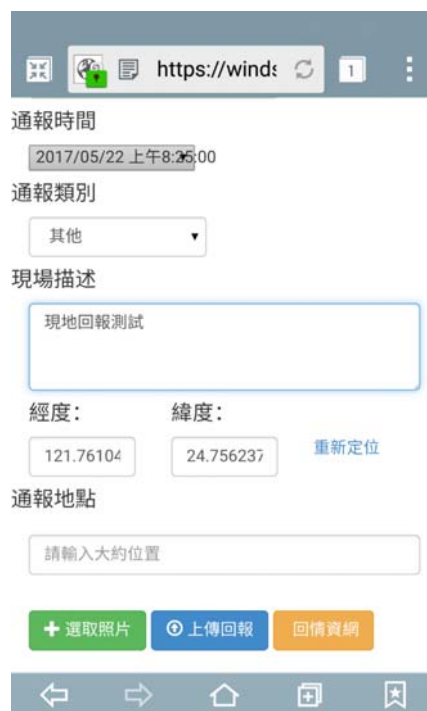 https://winds
1
通報時間
2017/05/22 上午8:25:00
通報類別
其他
現場描述
現地回報測試
經度： 緯度：
121.76104 24.756237 重新定位
通報地點
請輸入大約位置
選取照片 上傳回報 回情資網